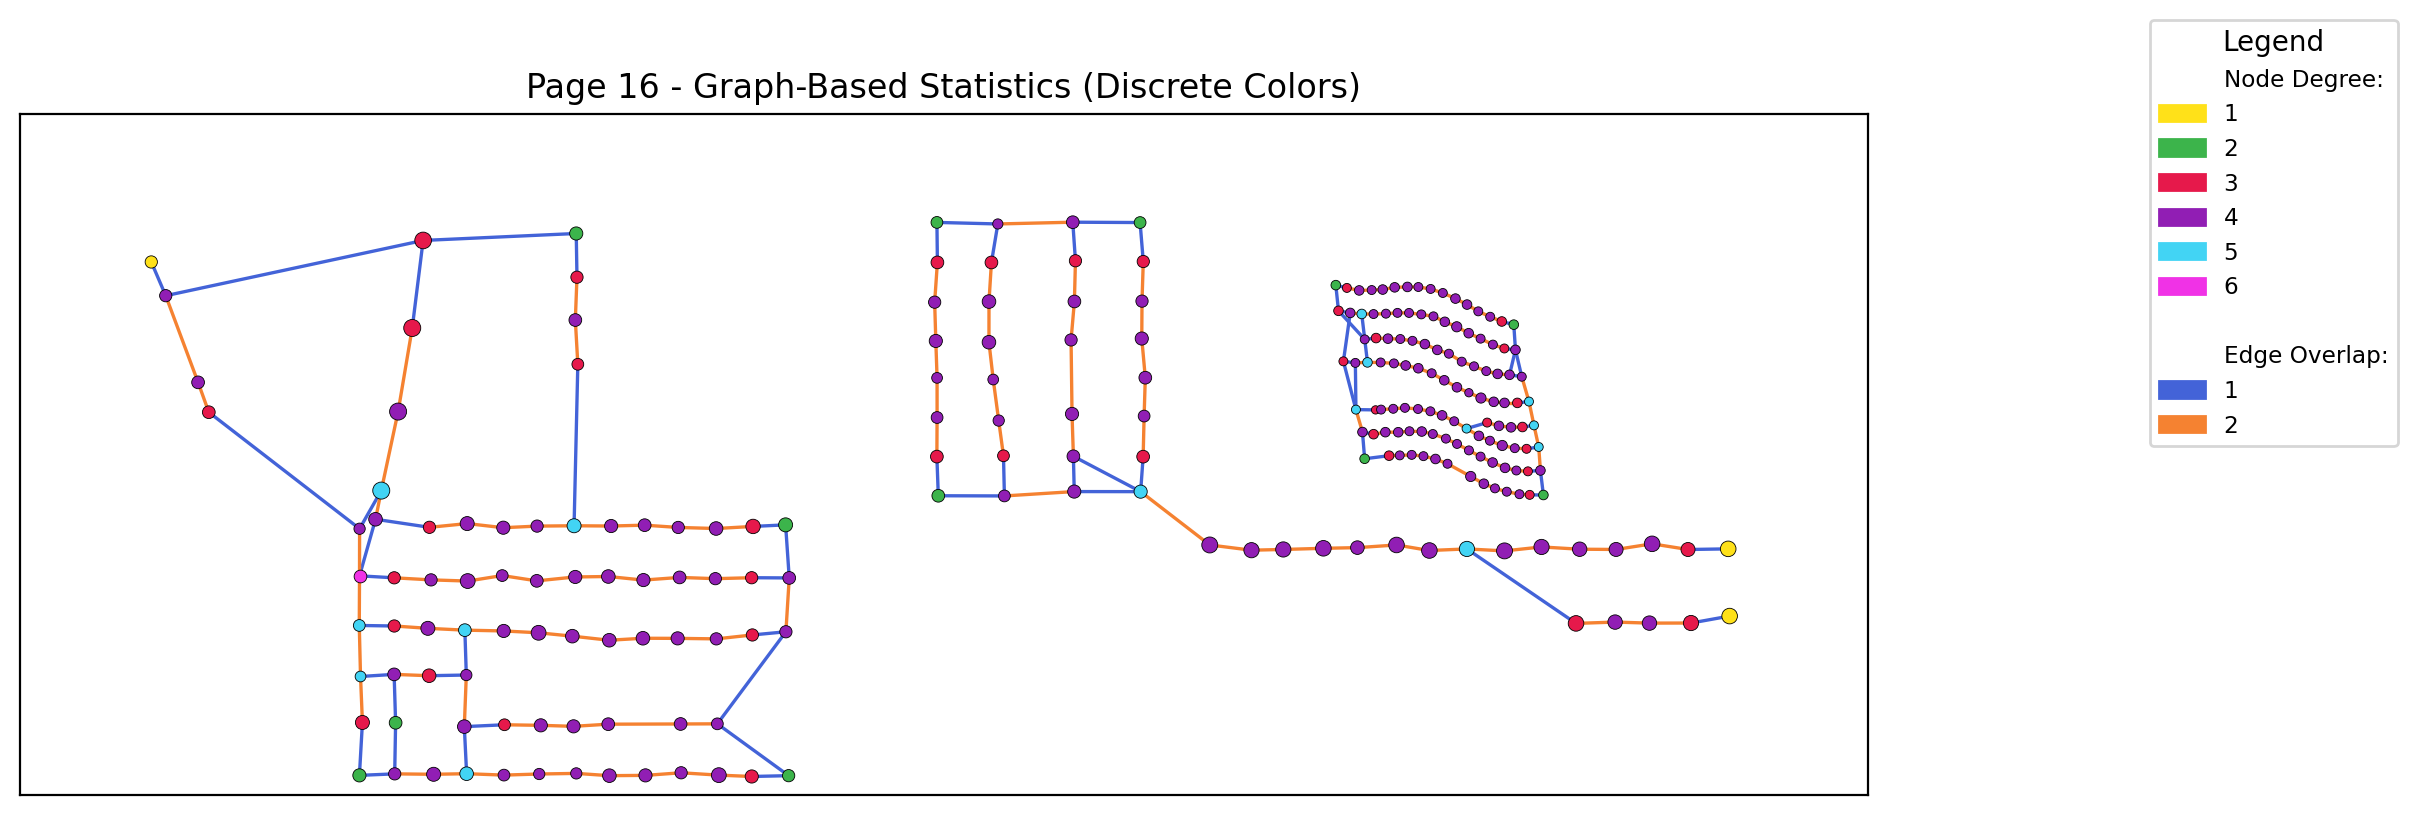 Page 16 - Graph-Based Statistics (Discrete Colors)
Legend
Node Degree:
1
2
3
4
5
6
Edge Overlap:
1
2